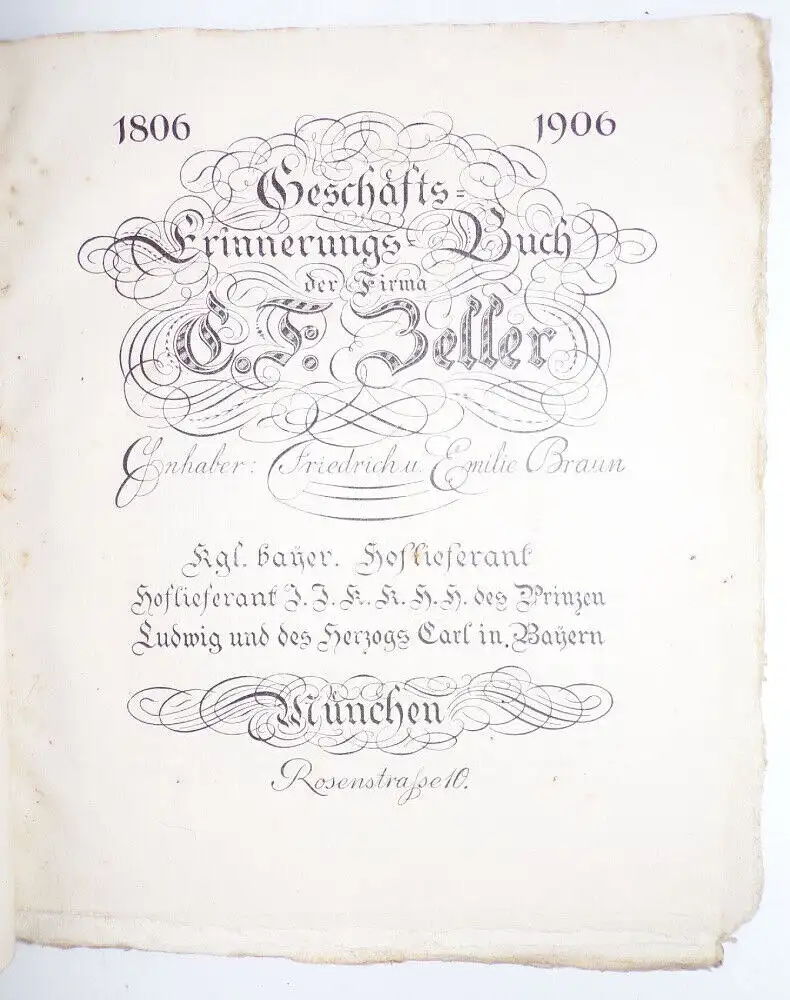 1806 1906
Geschäfts=
Erinnerungs= Buch
der Firma
C. F. Zeller
Inhaber: Friedrich u. Emilie Braun
Kgl. bayer. Hoflieferant
Hoflieferant I. I. K. K. H. H. des Prinzen
Ludwig und des Herzogs Carl in Bayern
München
Rosenstraße 10.